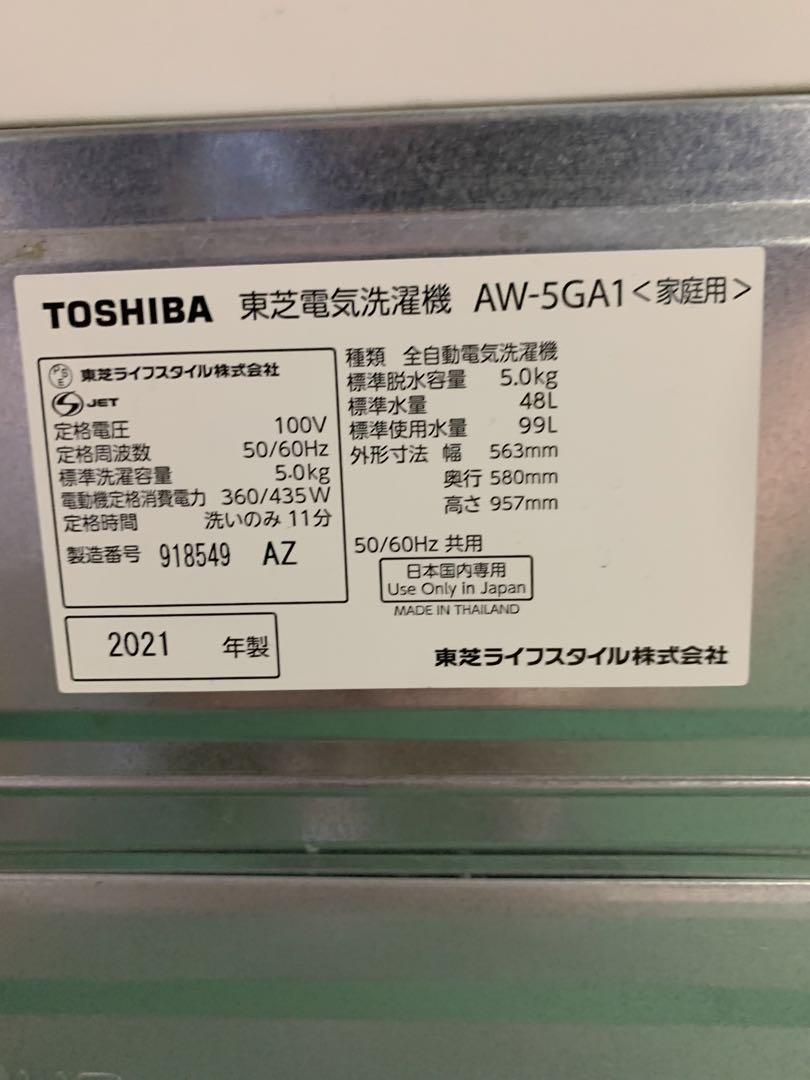 TOSHIBA 東芝電気洗濯機 AW-5GA1<家庭用>
PSE 東芝ライフスタイル株式会社
S JET
定格電圧 100V
定格周波数 50/60Hz
標準洗濯容量 5.0kg
電動機定格消費電力 360/435W
定格時間 洗いのみ 11分
製造番号 918549 AZ
2021 年製
種類 全自動電気洗濯機
標準脱水容量 5.0kg
標準水量 48L
標準使用水量 99L
外形寸法 幅 563mm
奥行 580mm
高さ 957mm
50/60Hz 共用
日本国内専用
Use Only in Japan
MADE IN THAILAND
東芝ライフスタイル株式会社